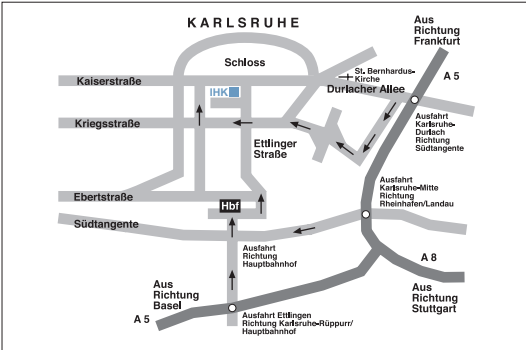 KARLSRUHE
Aus
Richtung
Frankfurt
A 5
Schloss
St. Bernhardus-
Kirche
Durlacher Allee
Kaiserstraße
IHK
Kriegsstraße
Ettlinger
Straße
Ausfahrt
Karlsruhe-
Durlach
Richtung
Südtangente
Ausfahrt
Karlsruhe-Mitte
Richtung
Rheinhafen/Landau
Ebertstraße
Hbf
Südtangente
Ausfahrt
Richtung
Hauptbahnhof
A 8
Aus
Richtung
Stuttgart
Aus
Richtung
Basel
A 5
Ausfahrt Ettlingen
Richtung Karlsruhe-Rüppurr/
Hauptbahnhof